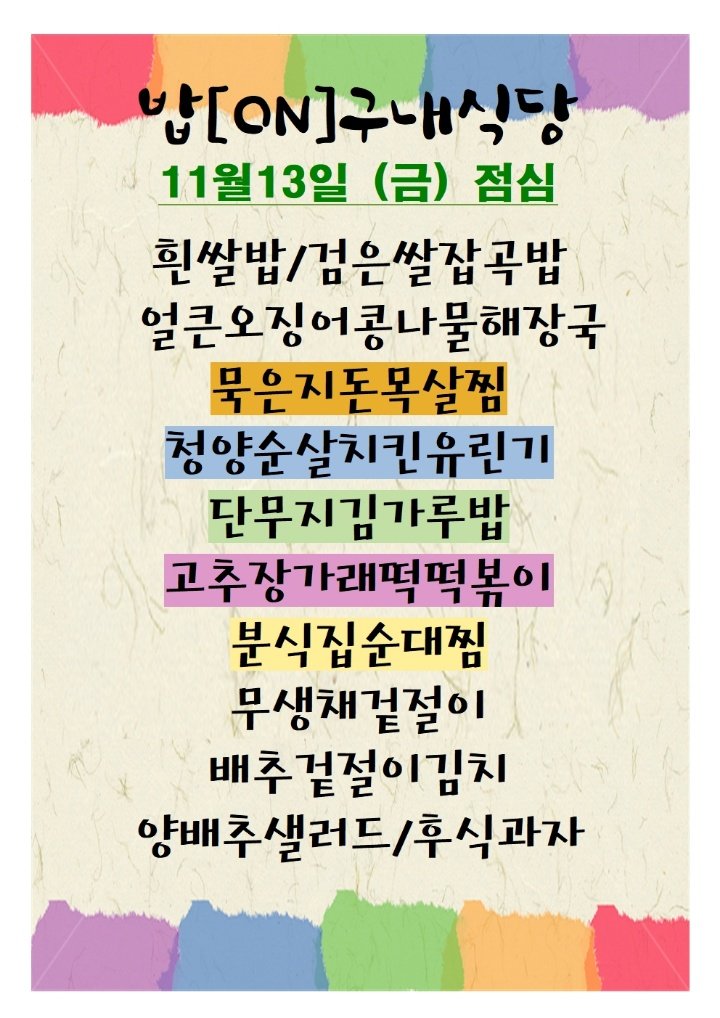 밥[ON]구내식당
11월13일 (금) 점심
흰쌀밥/검은쌀잡곡밥
얼큰오징어콩나물해장국
묵은지돈목살찜
청양순살치킨유린기
단무지김가루밥
고추장가래떡떡볶이
분식집순대찜
무생채겉절이
배추겉절이김치
양배추샐러드/후식과자